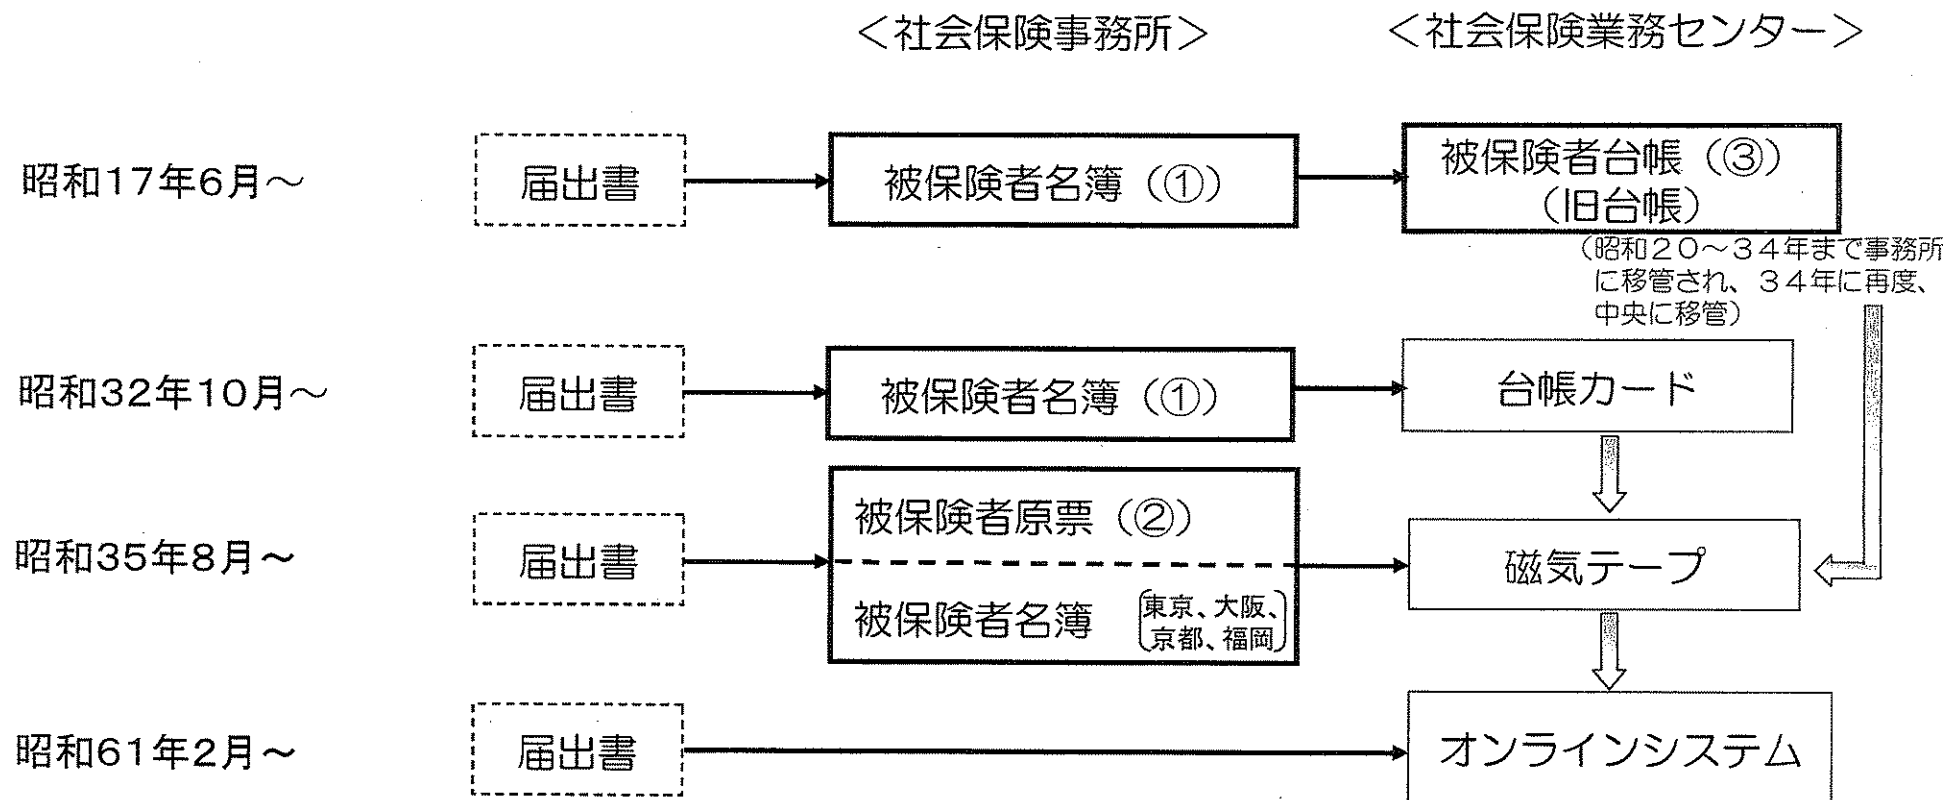 ＜社会保険事務所＞ ＜社会保険業務センター＞
昭和17年6月～ 届出書 被保険者名簿（①） 被保険者台帳（③）
（旧台帳）
（昭和２０～３４年まで事務所
に移管され、３４年に再度、
中央に移管）
昭和32年10月～ 届出書 被保険者名簿（①） 台帳カード
被保険者原票（②）
昭和35年8月～ 届出書 磁気テープ
被保険者名簿 〔東京、大阪、
京都、福岡〕
昭和61年2月～ 届出書 オンラインシステム